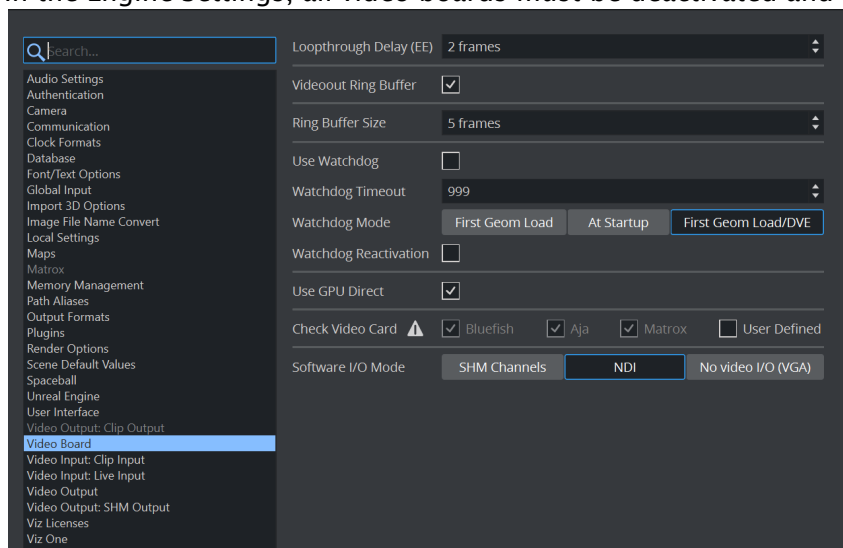 in the Engine Settings, all video boards must be deactivated and
Search...
Audio Settings
Authentication
Camera
Communication
Clock Formats
Database
Font/Text Options
Global Input
Import 3D Options
Image File Name Convert
Local Settings
Maps
Matrox
Memory Management
Path Aliases
Output Formats
Plugins
Render Options
Scene Default Values
Spaceball
Unreal Engine
User Interface
Video Output: Clip Output
Video Board
Video Input: Clip Input
Video Input: Live Input
Video Output
Video Output: SHM Output
Viz Licenses
Viz One
Loopthrough Delay (EE) 2 frames
Videoout Ring Buffer
Ring Buffer Size 5 frames
Use Watchdog
Watchdog Timeout 999
Watchdog Mode First Geom Load At Startup First Geom Load/DVE
Watchdog Reactivation
Use GPU Direct
Check Video Card Bluefish Aja Matrox User Defined
Software I/O Mode SHM Channels NDI No video I/O (VGA)